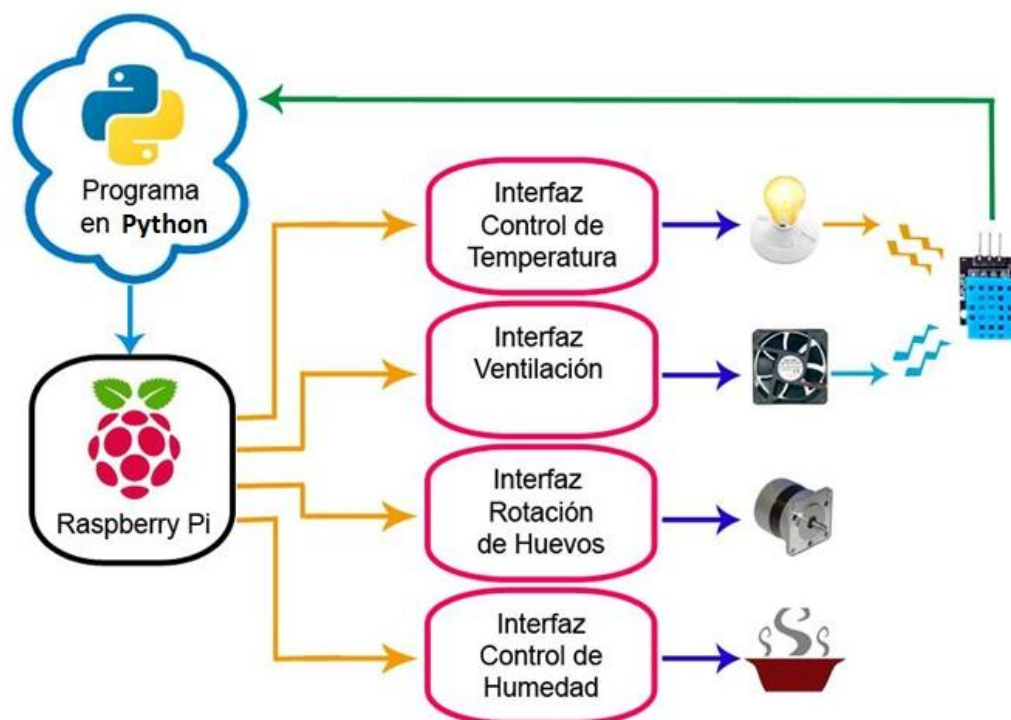 Programa
en Python
Raspberry Pi
Interfaz
Control de
Temperatura
Interfaz
Ventilación
Interfaz
Rotación
de Huevos
Interfaz
Control de
Humedad